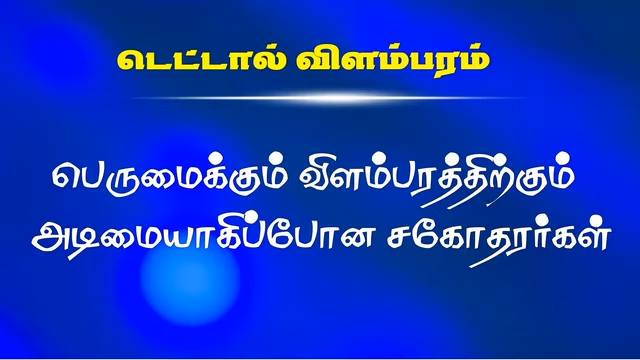 டெட்டால் விளம்பரம்
பெருமைக்கும் விளம்பரத்திற்கும்
அடிமையாகிப்போன சகோதரர்கள்